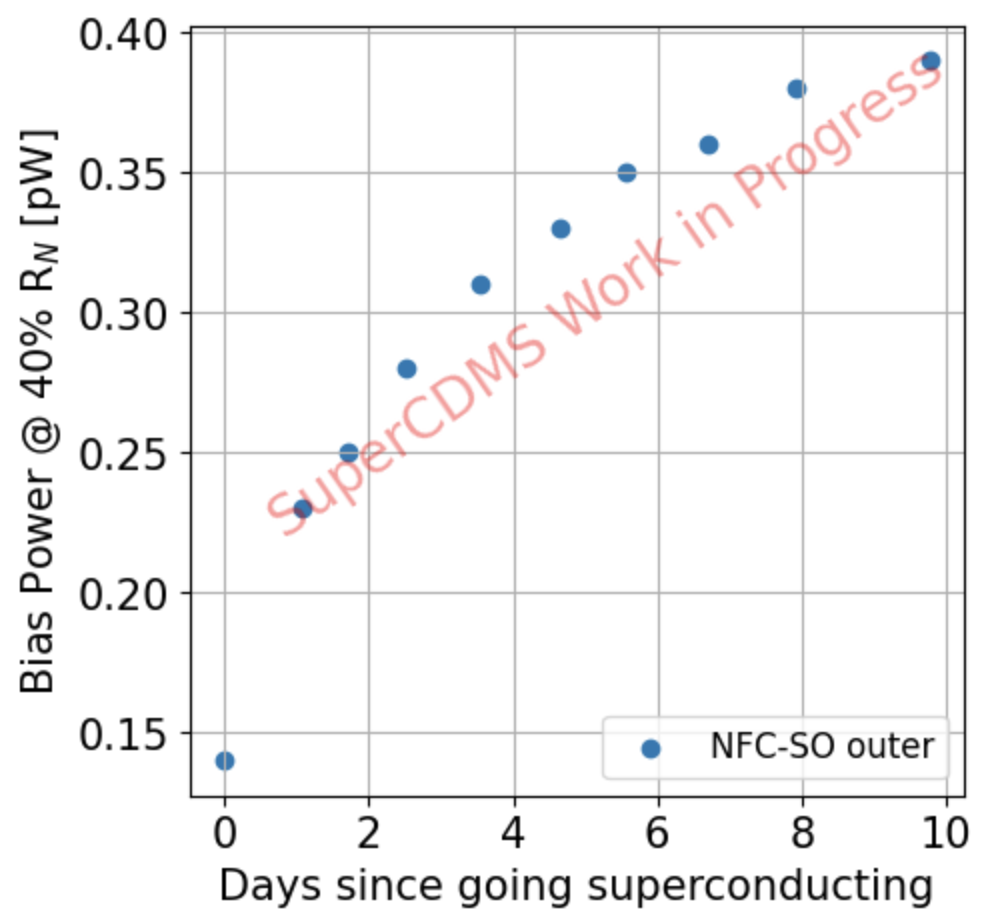 0.40
0.35
0.30
0.25
0.20
0.15
Bias Power @ 40% R_N [pW]
SuperCDMS Work in Progress
NFC-SO outer
0 2 4 6 8 10
Days since going superconducting